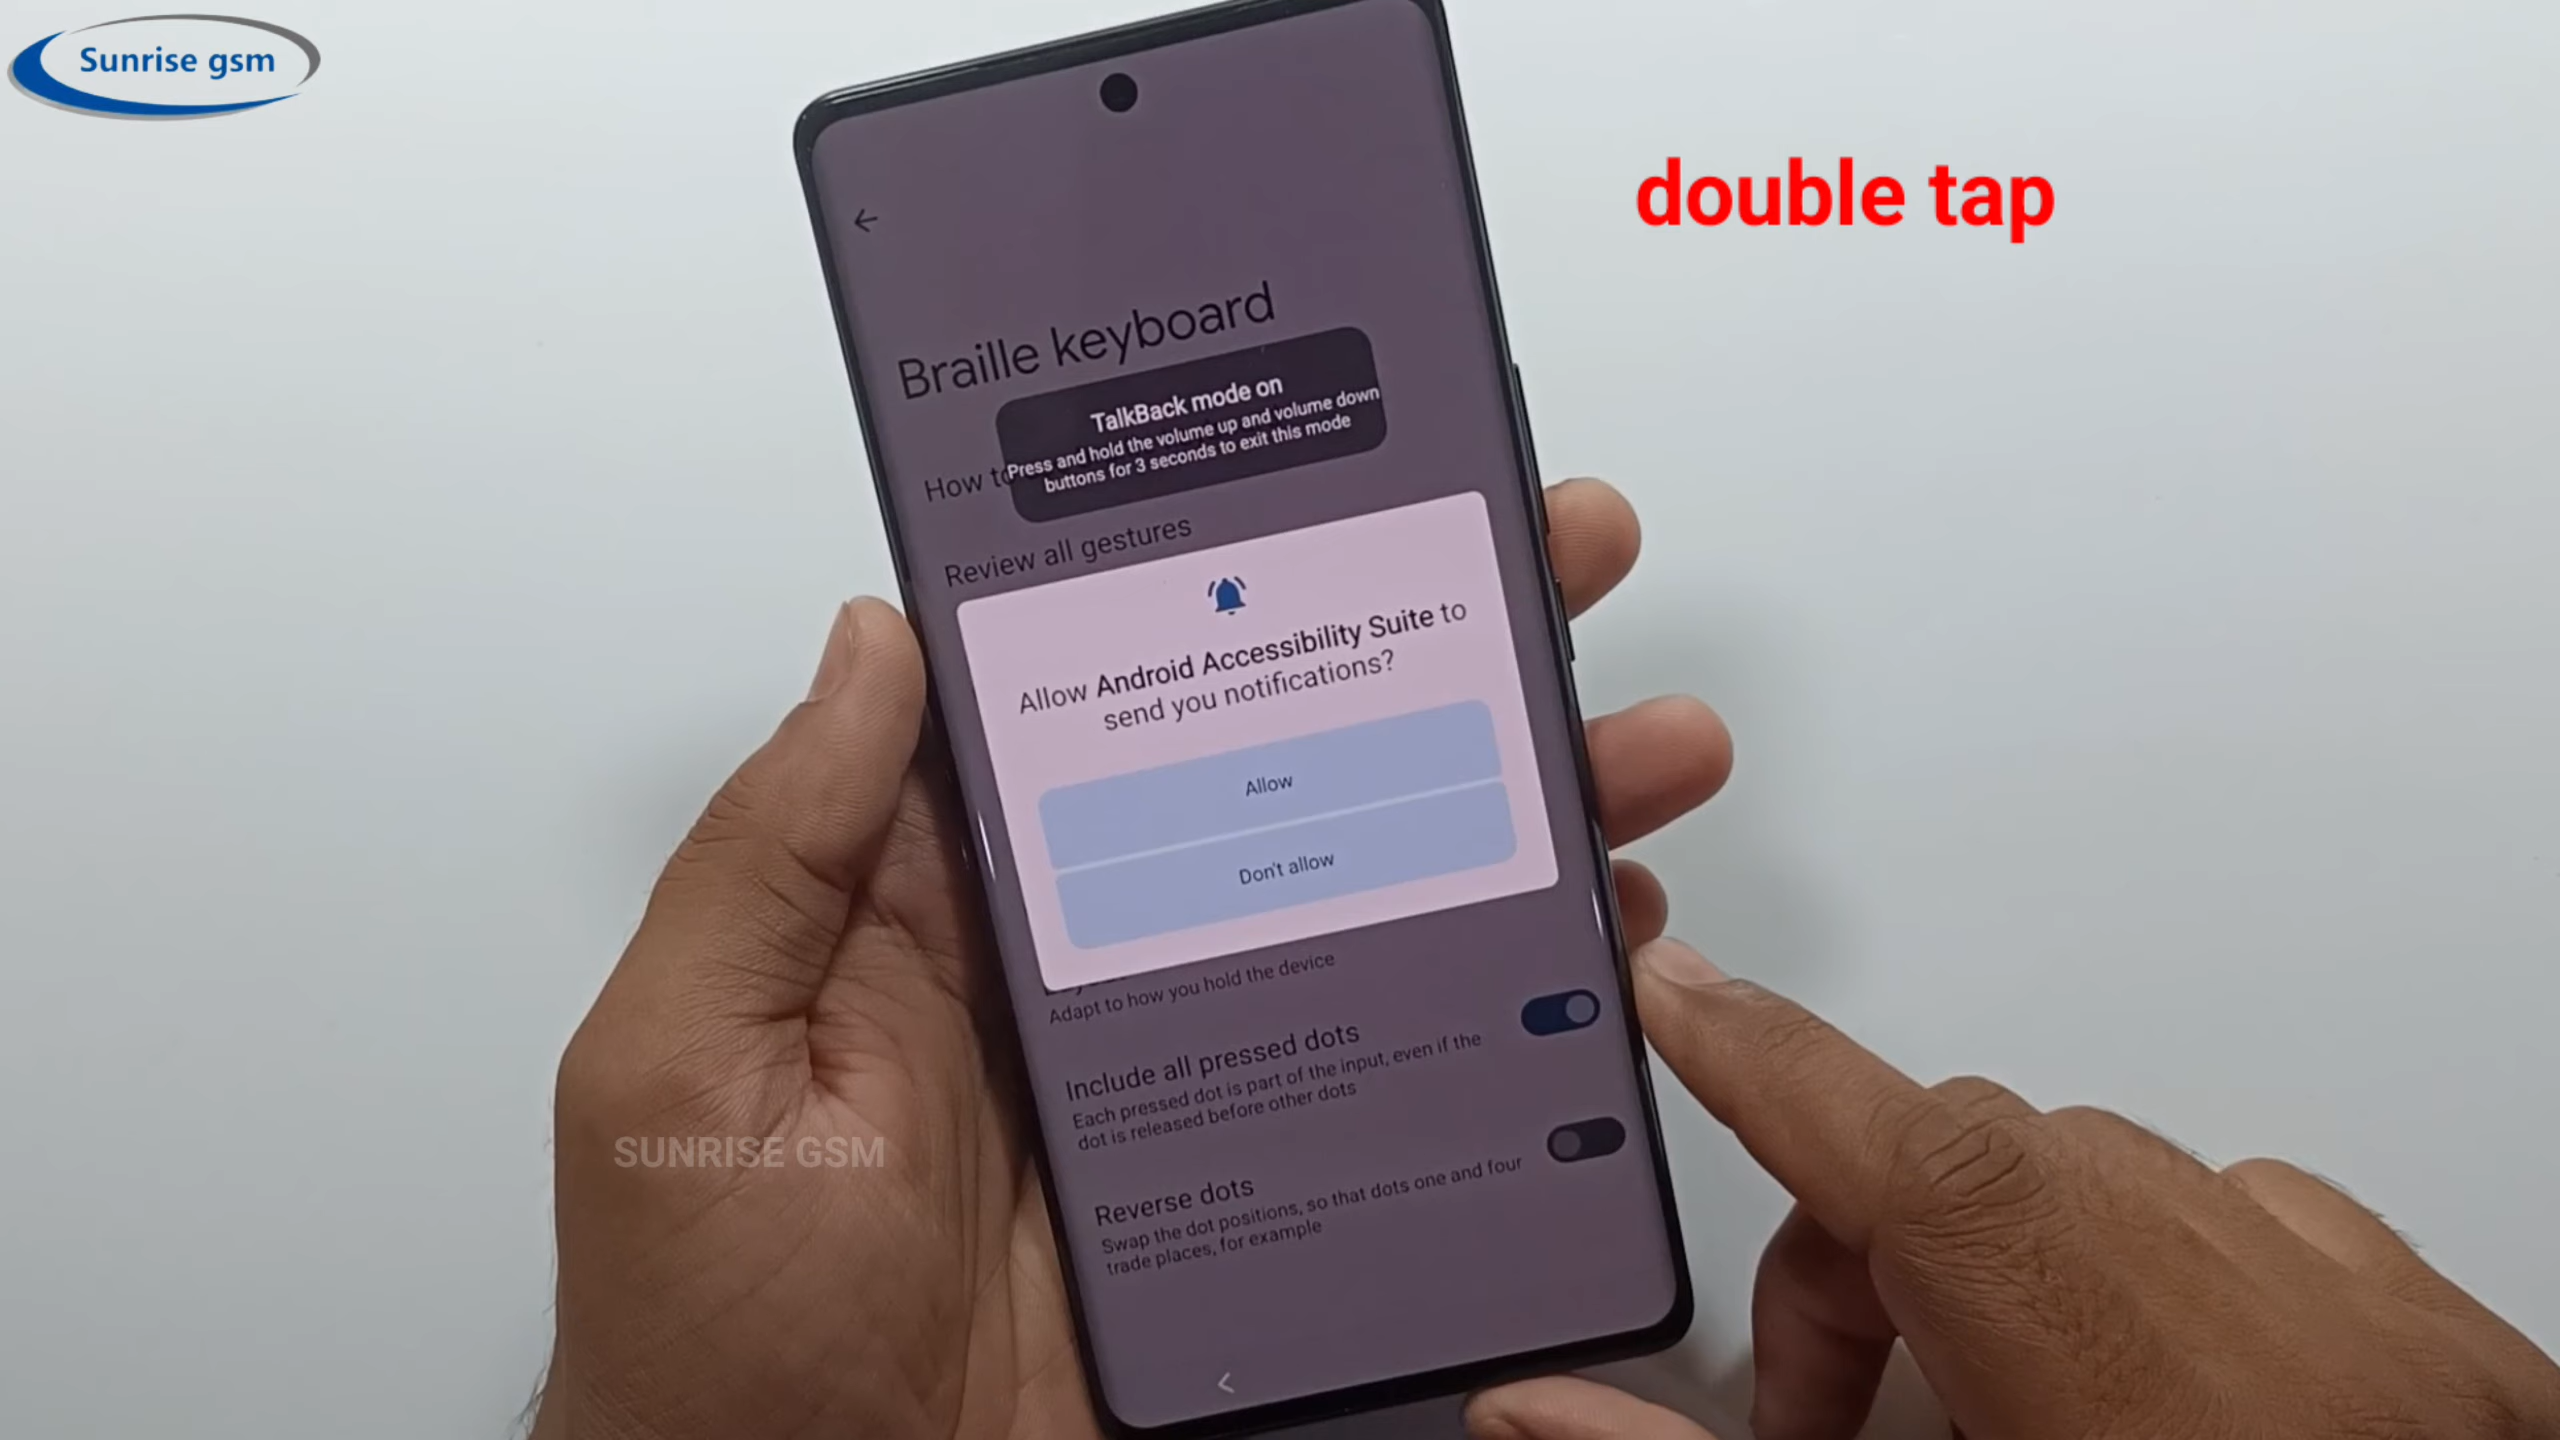 Sunrise gsm
double tap
Braille keyboard
TalkBack mode on
Press and hold the volume up and volume down
buttons for 3 seconds to exit this mode
How to
Review all gestures
Allow Android Accessibility Suite to
send you notifications?
Allow
Don't allow
Adapt to how you hold the device
Include all pressed dots
Each pressed dot is part of the input, even if the
dot is released before other dots
Reverse dots
Swap the dot positions, so that dots one and four
trade places, for example
SUNRISE GSM